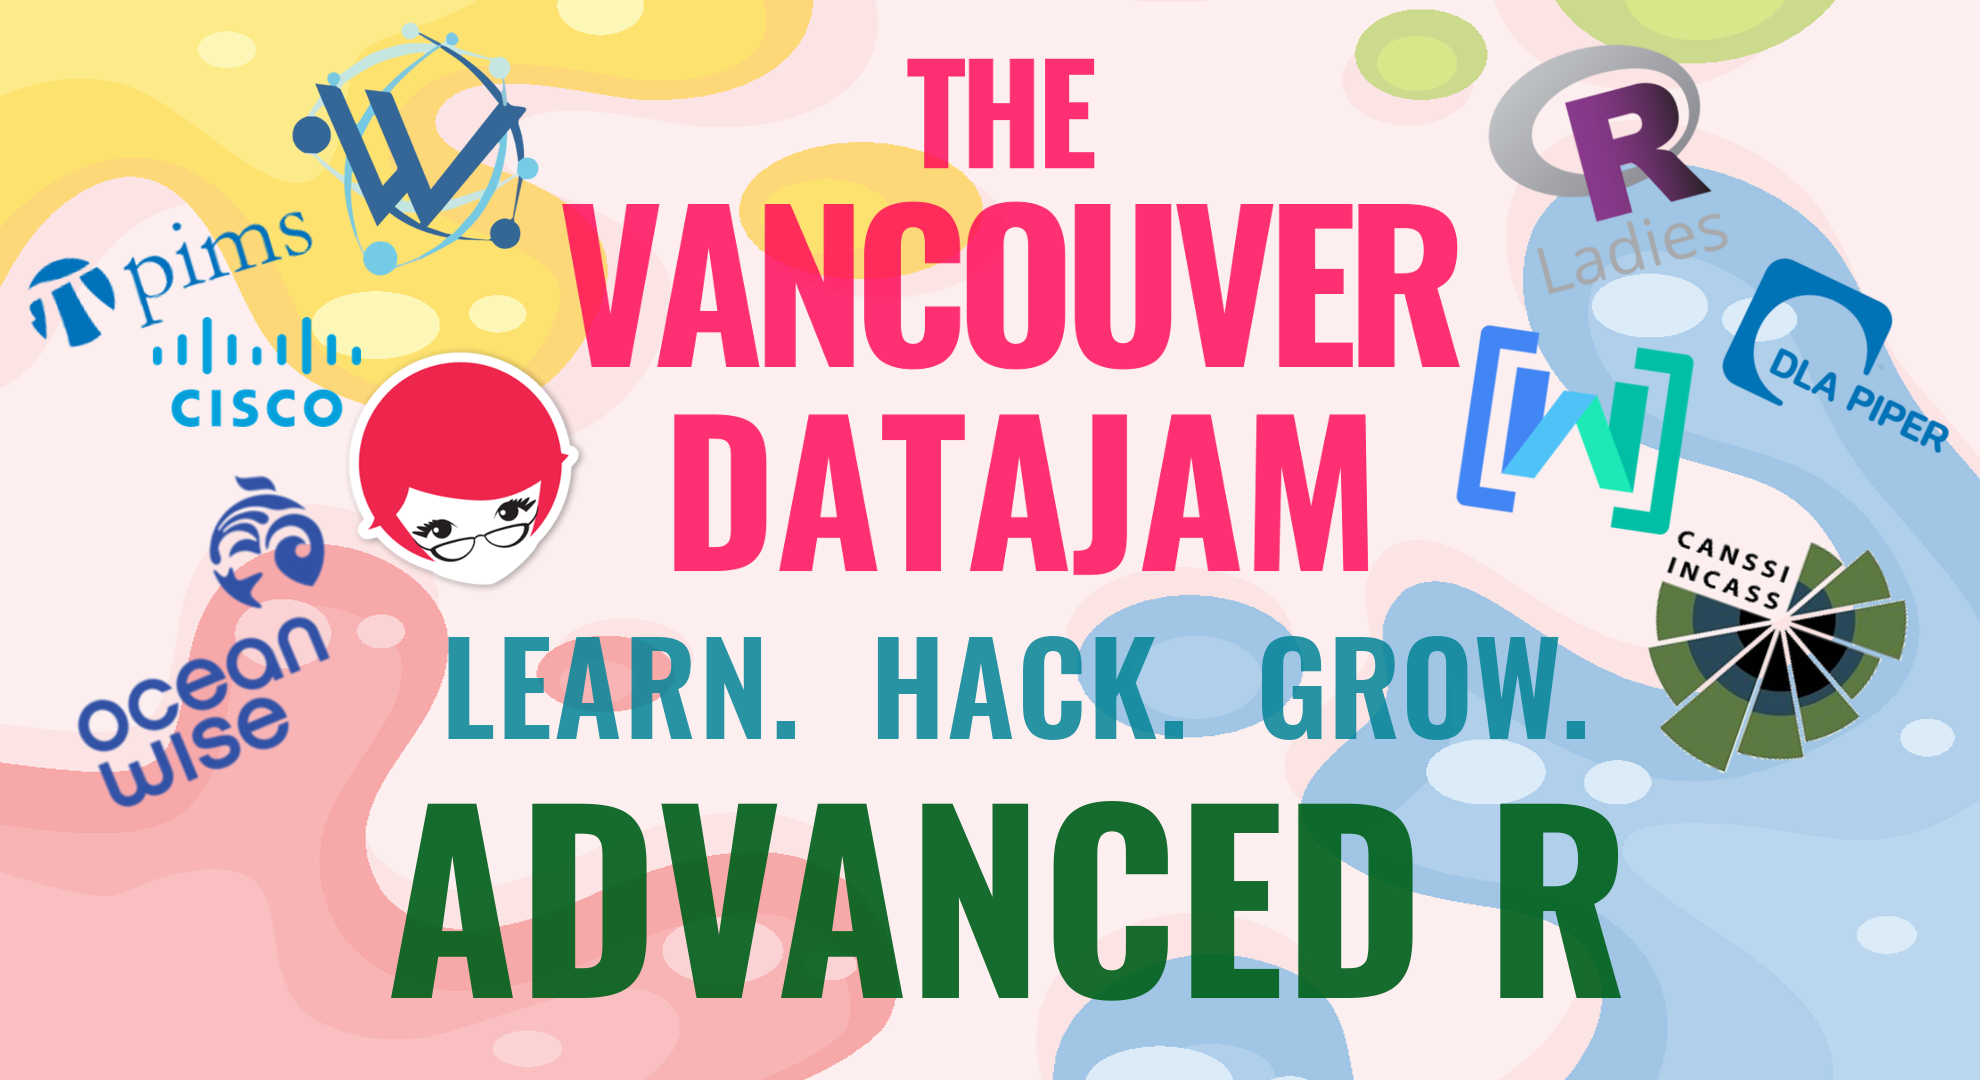 THE
VANCOUVER
DATAJAM
LEARN. HACK. GROW.
ADVANCED R
W
pims
CISCO
ocean
wise
R
Ladies
DLA PIPER
[W]
CANSSI
INCASS